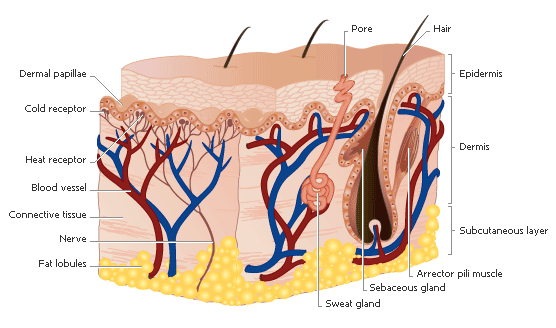 Pore
Hair
Dermal papillae
Epidermis
Cold receptor
Dermis
Heat receptor
Blood vessel
Connective tissue
Subcutaneous layer
Nerve
Fat lobules
Arrector pili muscle
Sebaceous gland
Sweat gland